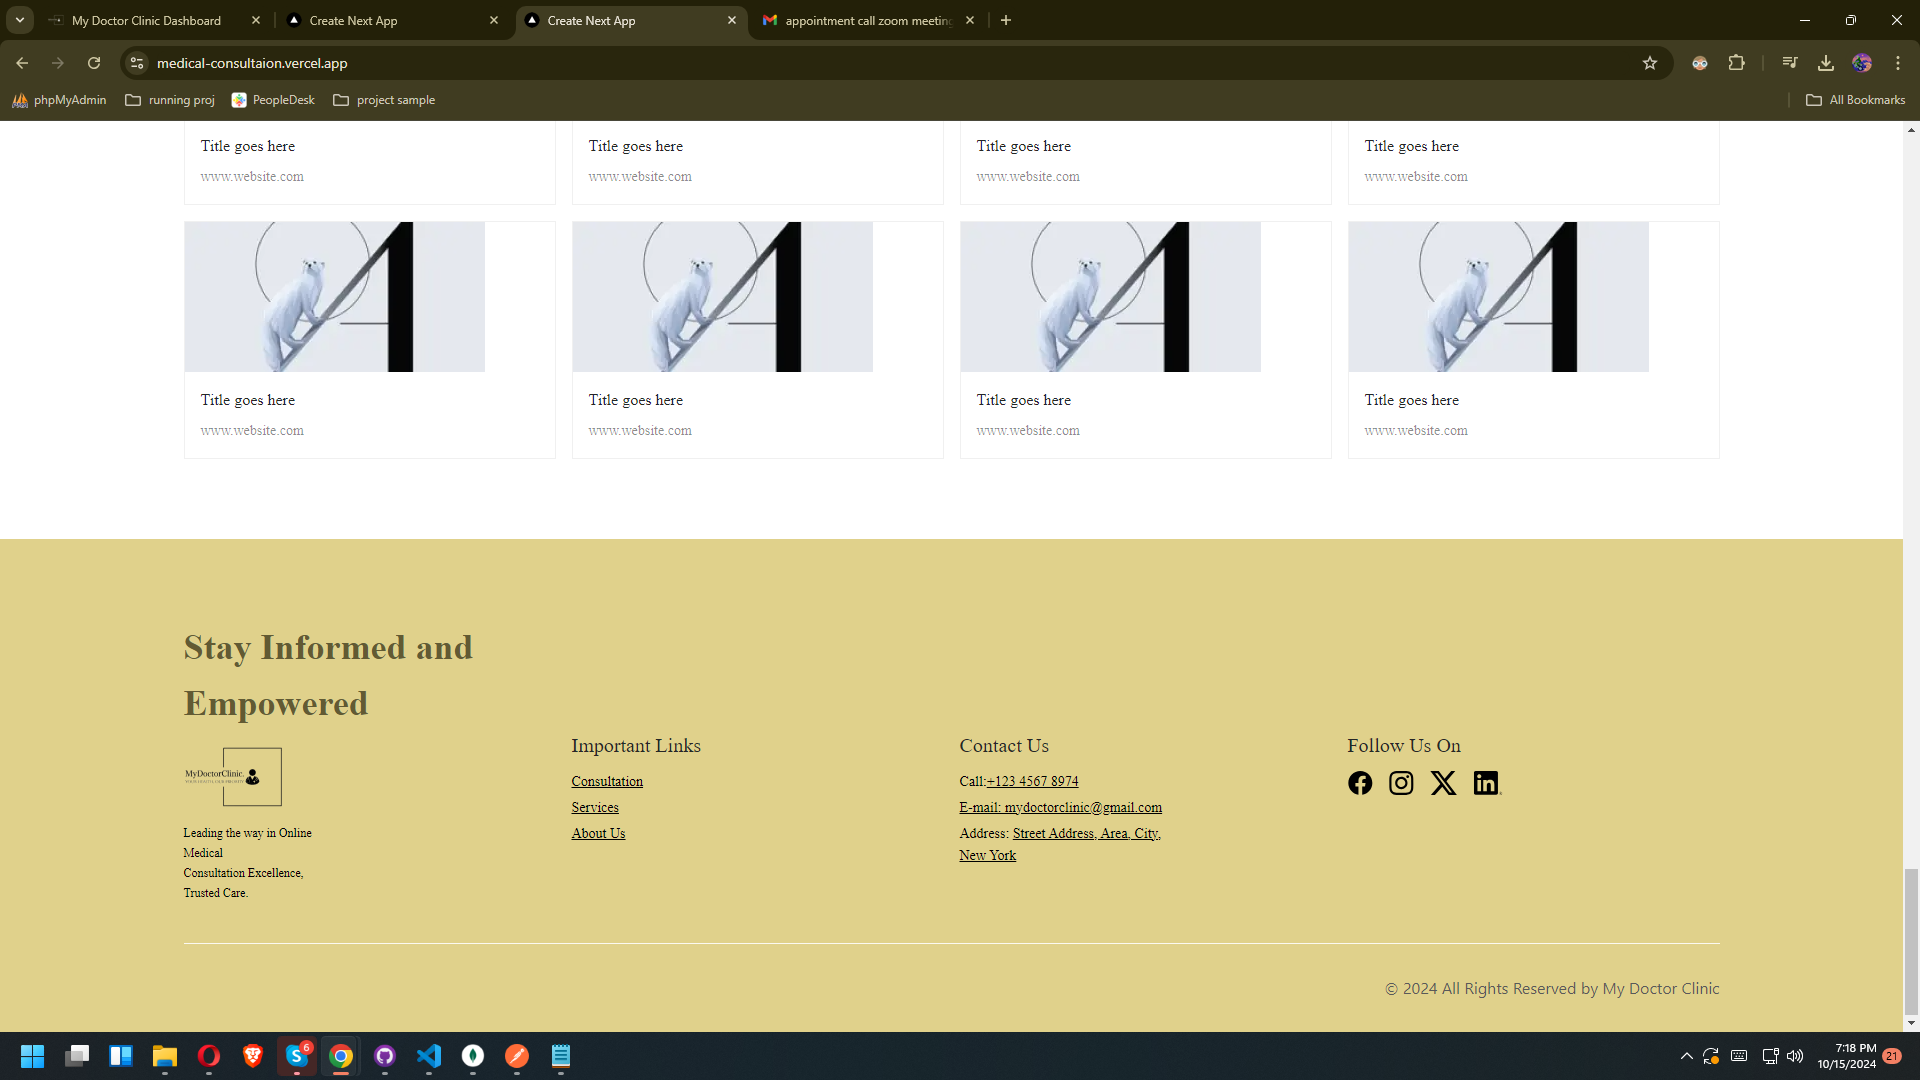 My Doctor Clinic Dashboard
Create Next App
Create Next App
appointment call zoom meeting
medical-consultaion.vercel.app
phpMyAdmin
running proj
PeopleDesk
project sample
All Bookmarks
Title goes here
Title goes here
Title goes here
Title goes here
www.website.com
www.website.com
www.website.com
www.website.com
Title goes here
Title goes here
Title goes here
Title goes here
www.website.com
www.website.com
www.website.com
www.website.com
Stay Informed and
Empowered
MyDoctorClinic.
Leading the way in Online
Medical
Consultation Excellence,
Trusted Care.
Important Links
Consultation
Services
About Us
Contact Us
Call:+123 4567 8974
E-mail: mydoctorclinic@gmail.com
Address: Street Address, Area, City,
New York
Follow Us On
© 2024 All Rights Reserved by My Doctor Clinic
6
7:18 PM
10/15/2024
21